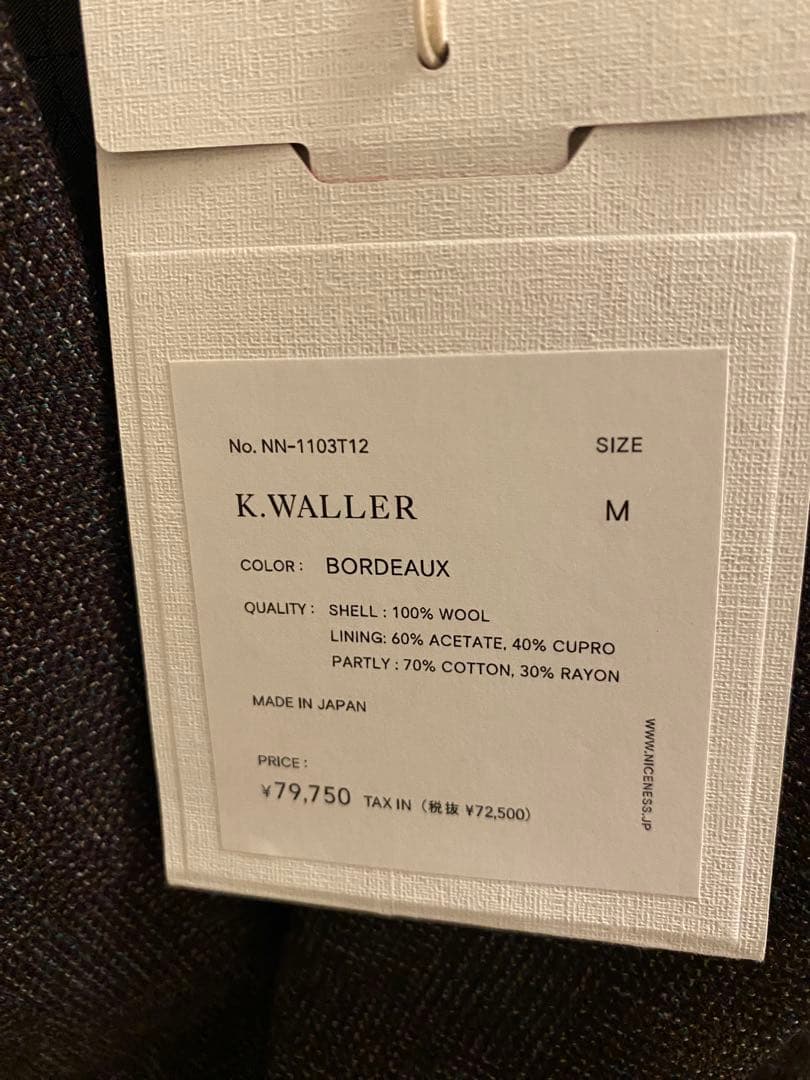 No. NN-1103T12
SIZE
K.WALLER
M
COLOR : BORDEAUX
QUALITY : SHELL : 100% WOOL
LINING: 60% ACETATE, 40% CUPRO
PARTLY : 70% COTTON, 30% RAYON
MADE IN JAPAN
PRICE :
¥79,750 TAX IN (税抜 ¥72,500)
WWW.NICENESS.JP